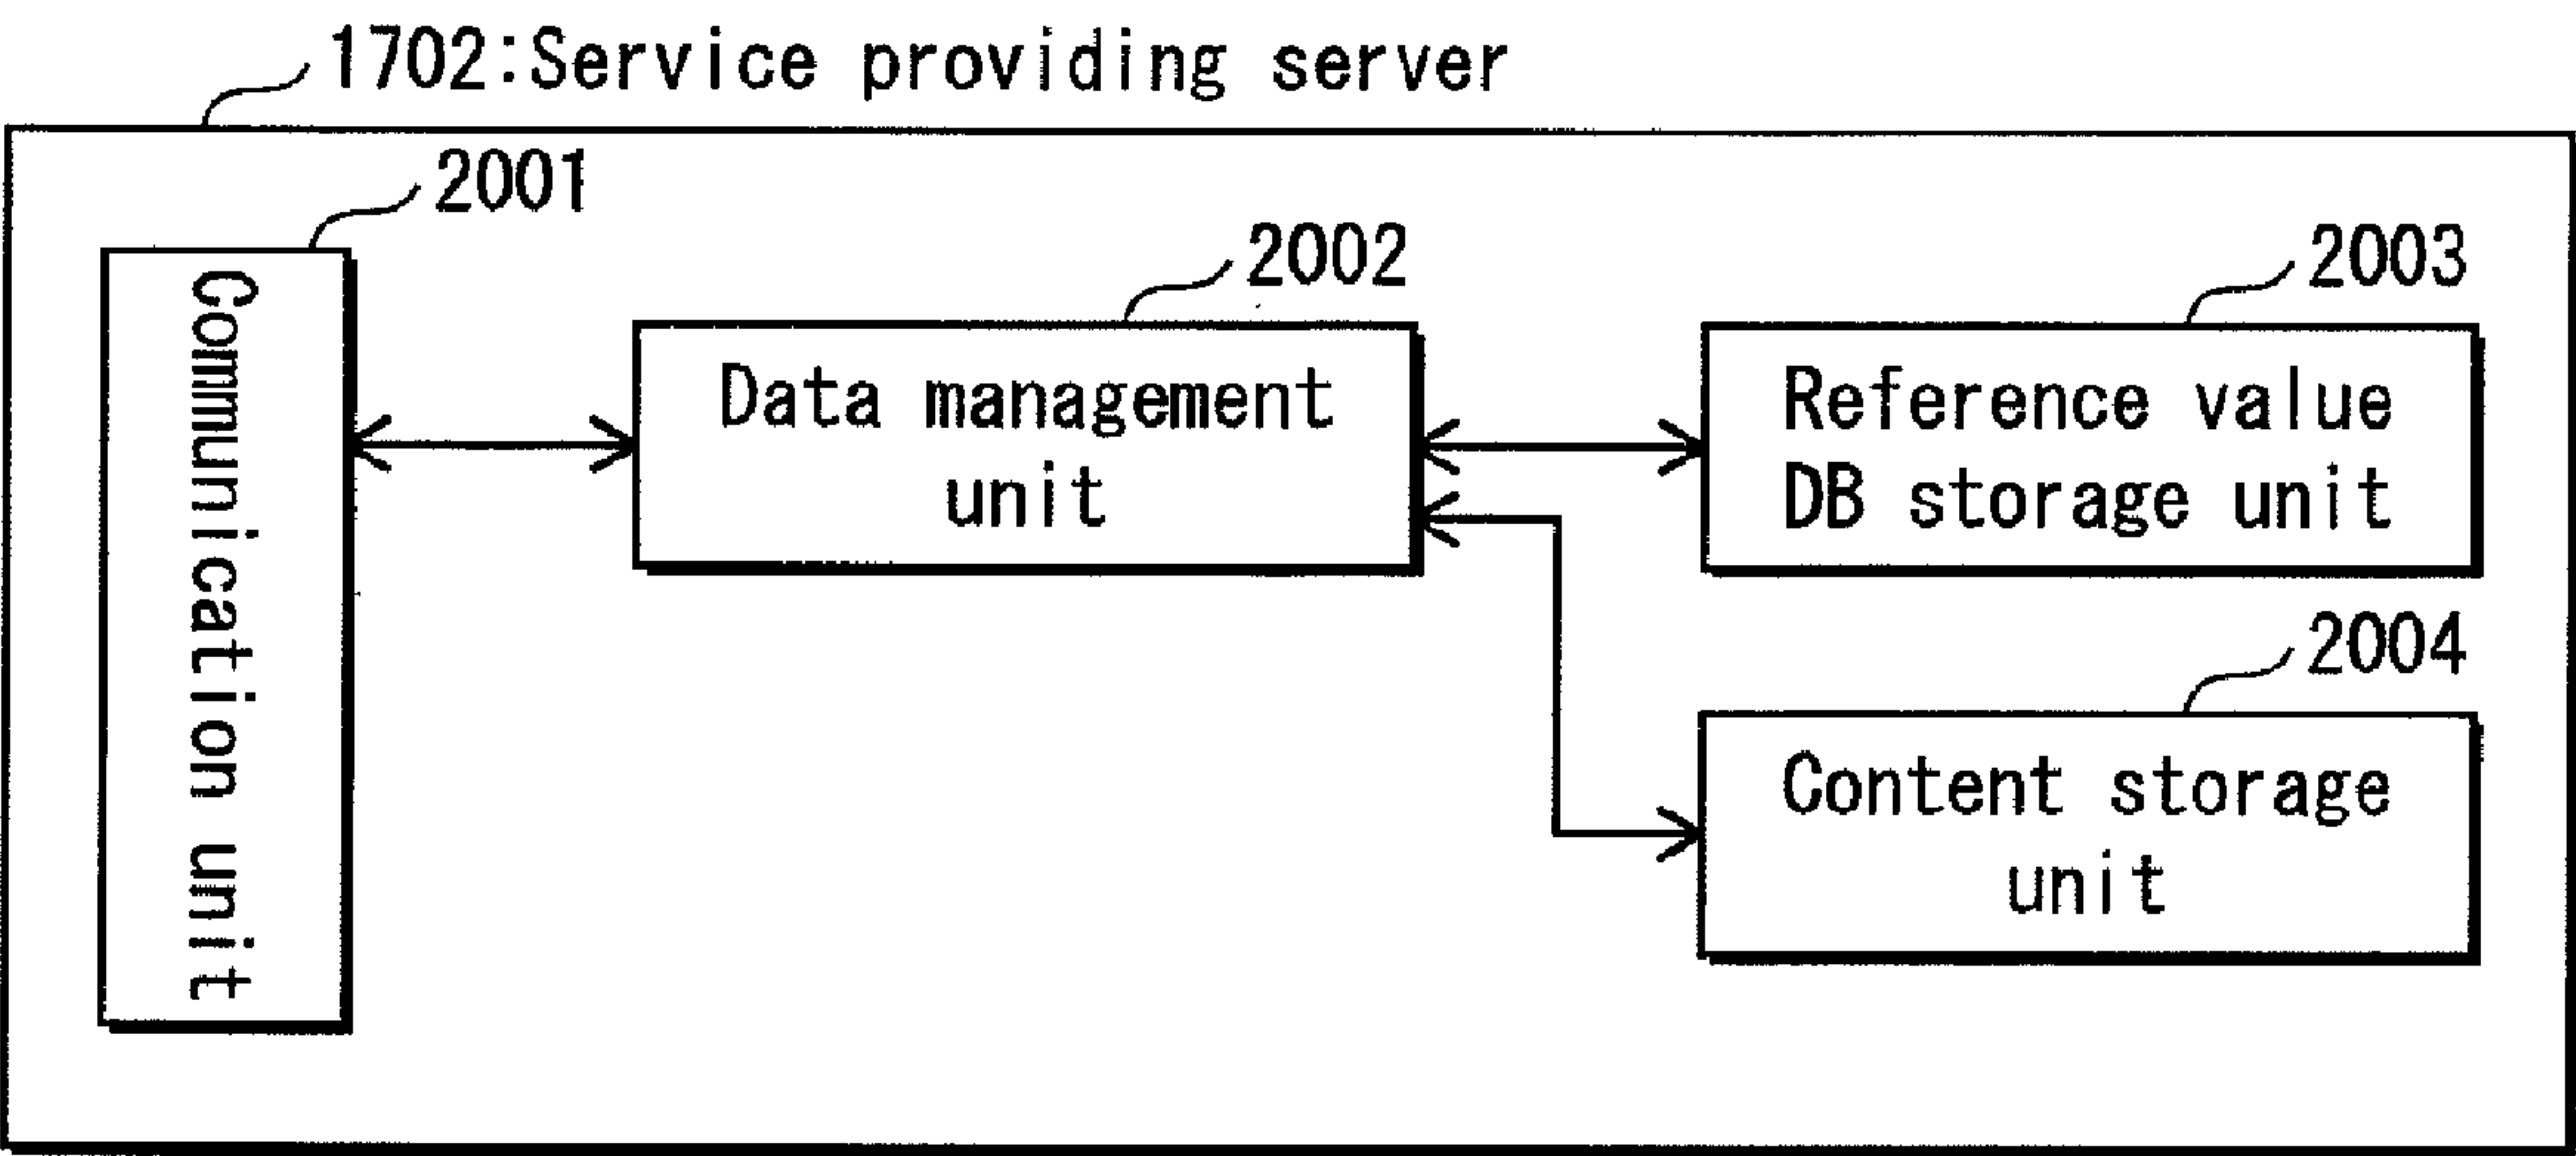 1702:Service providing server
2001
Communication unit
2002
Data management
unit
2003
Reference value
DB storage unit
2004
Content storage
unit